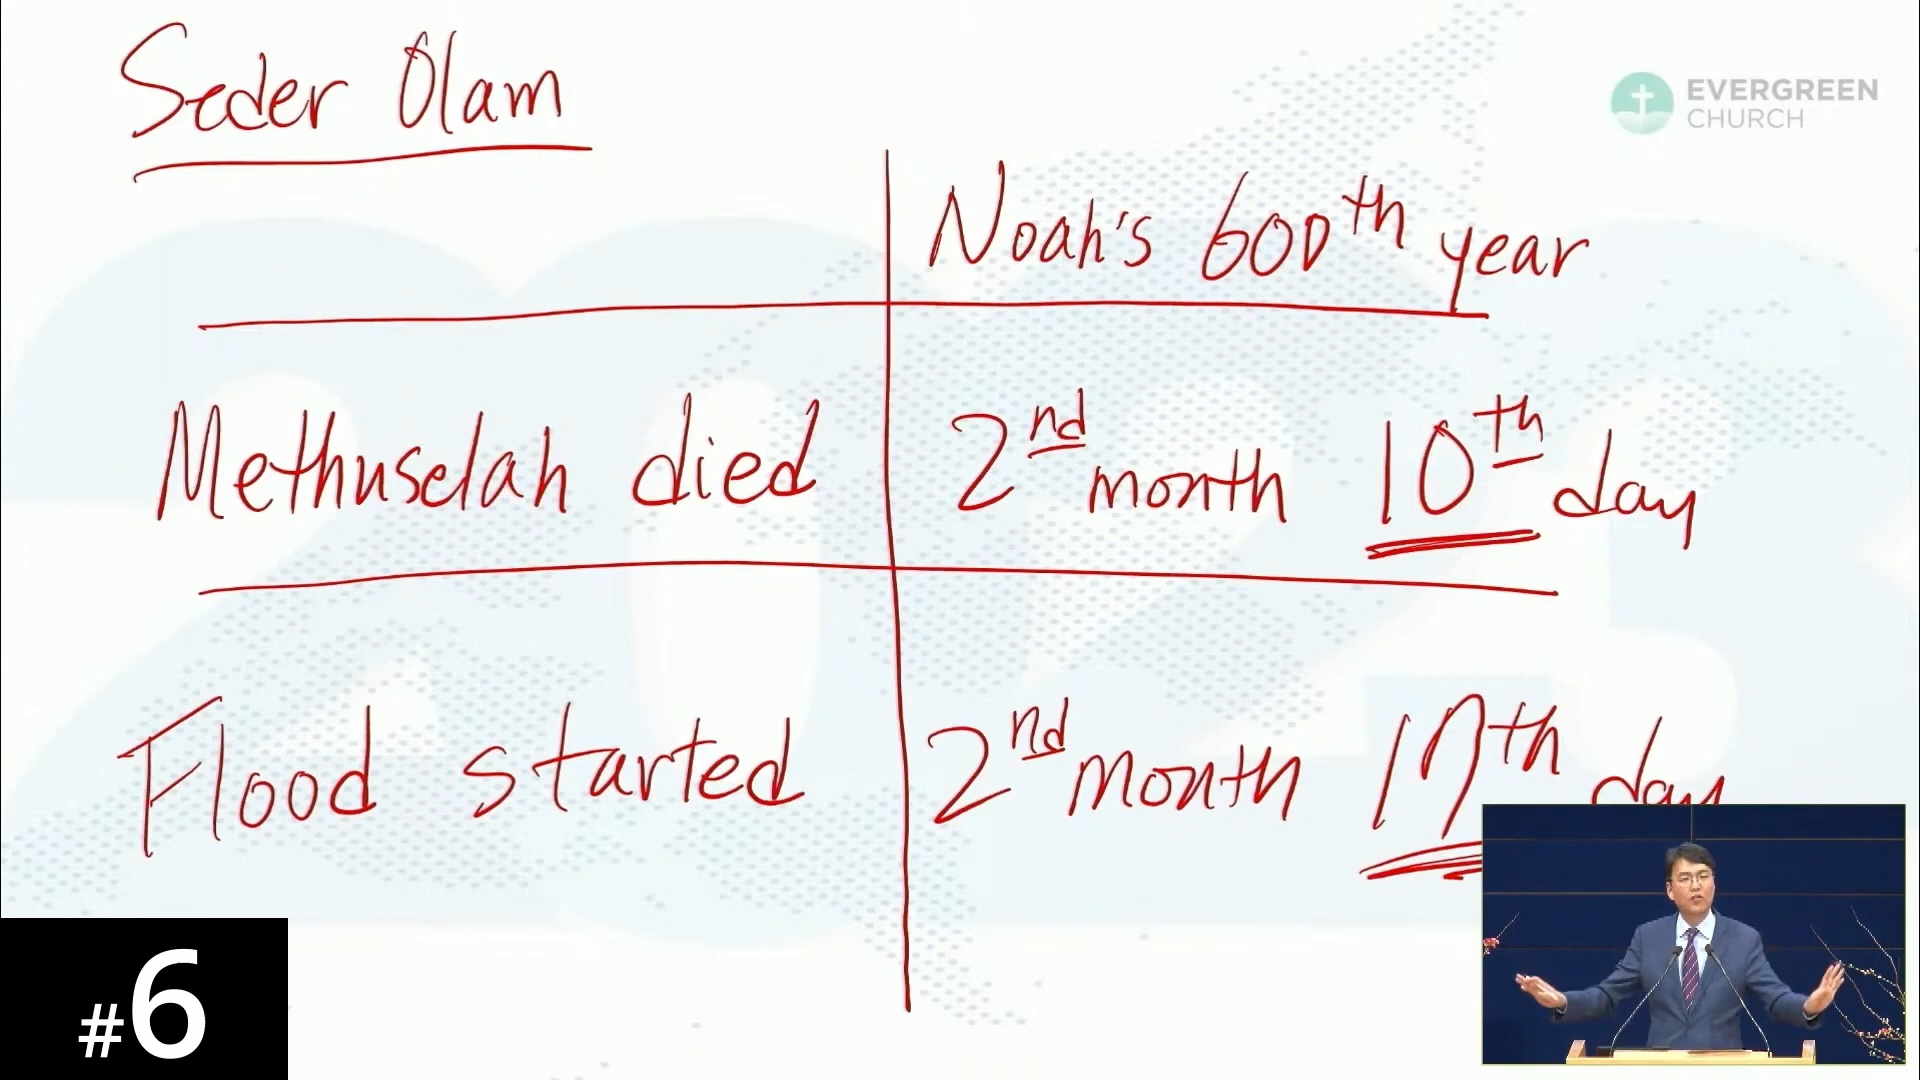 Seder Olam
EVERGREEN
CHURCH
Noah's 600th year
Methuselah died 2nd month 10th day
Flood started 2nd month 17th day
#6